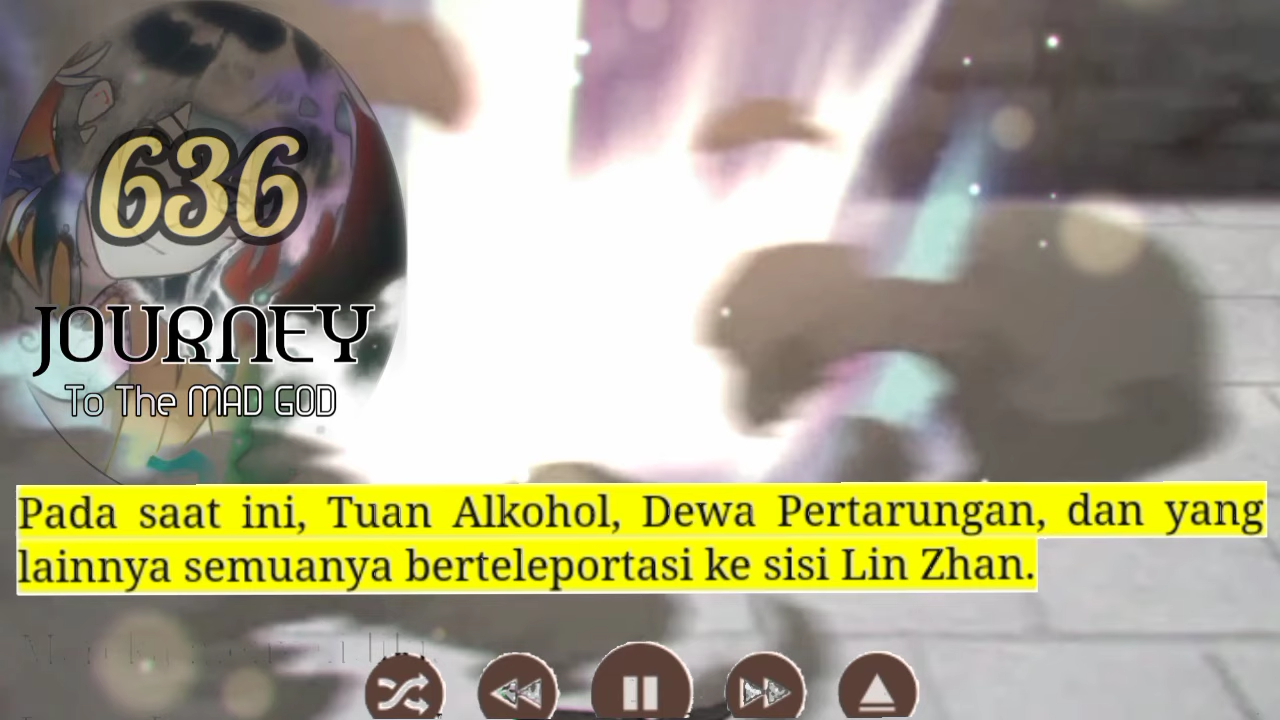 636
JOURNEY
To The MAD GOD
Pada saat ini, Tuan Alkohol, Dewa Pertarungan, dan yang
lainnya semuanya berteleportasi ke sisi Lin Zhan.